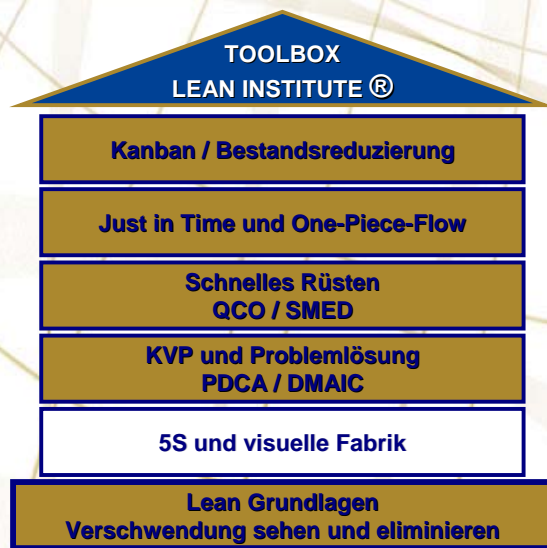 TOOLBOX
LEAN INSTITUTE ®
Kanban / Bestandsreduzierung
Just in Time und One-Piece-Flow
Schnelles Rüsten
QCO / SMED
KVP und Problemlösung
PDCA / DMAIC
5S und visuelle Fabrik
Lean Grundlagen
Verschwendung sehen und eliminieren